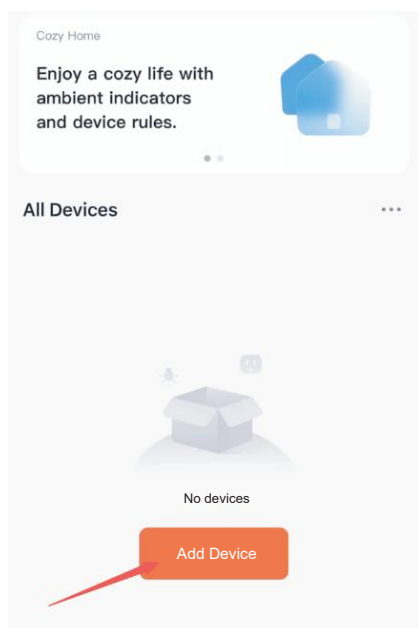 Cozy Home
Enjoy a cozy life with
ambient indicators
and device rules.
All Devices
No devices
Add Device